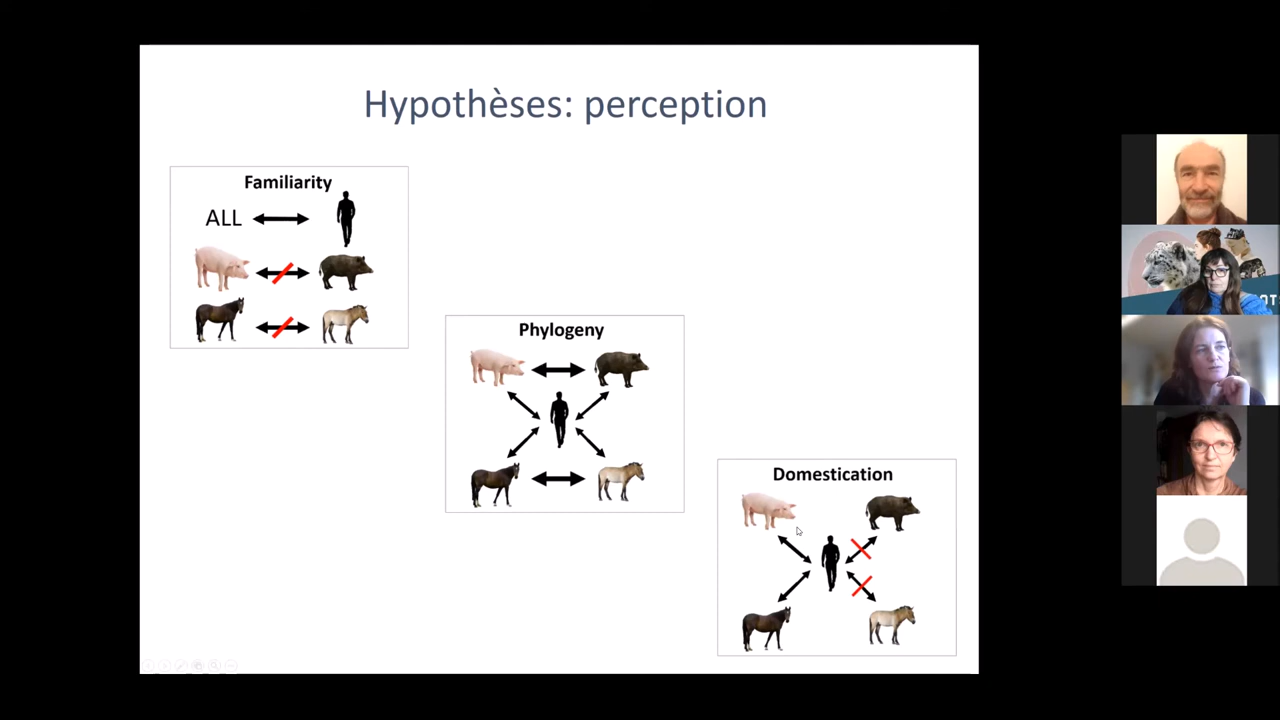 Hypothèses: perception
Familiarity
ALL
Phylogeny
Domestication